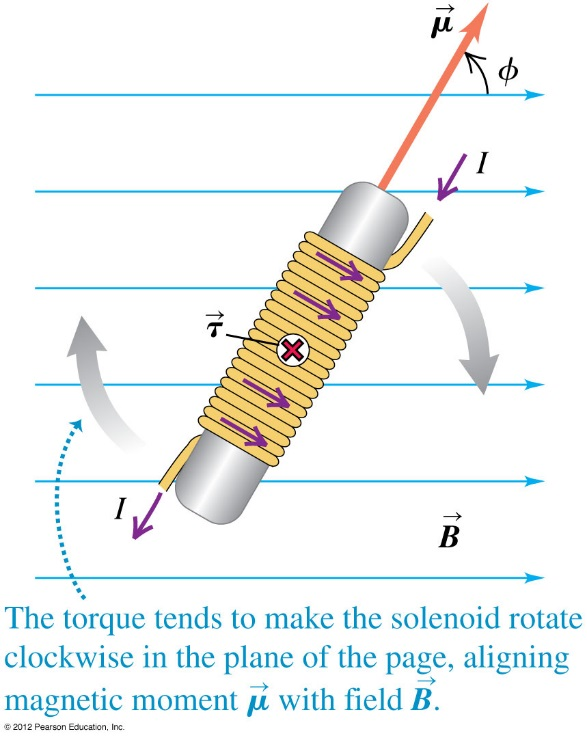 μ⃗
ϕ
I
τ⃗
I
B⃗
The torque tends to make the solenoid rotate
clockwise in the plane of the page, aligning
magnetic moment μ⃗ with field B⃗.
© 2012 Pearson Education, Inc.